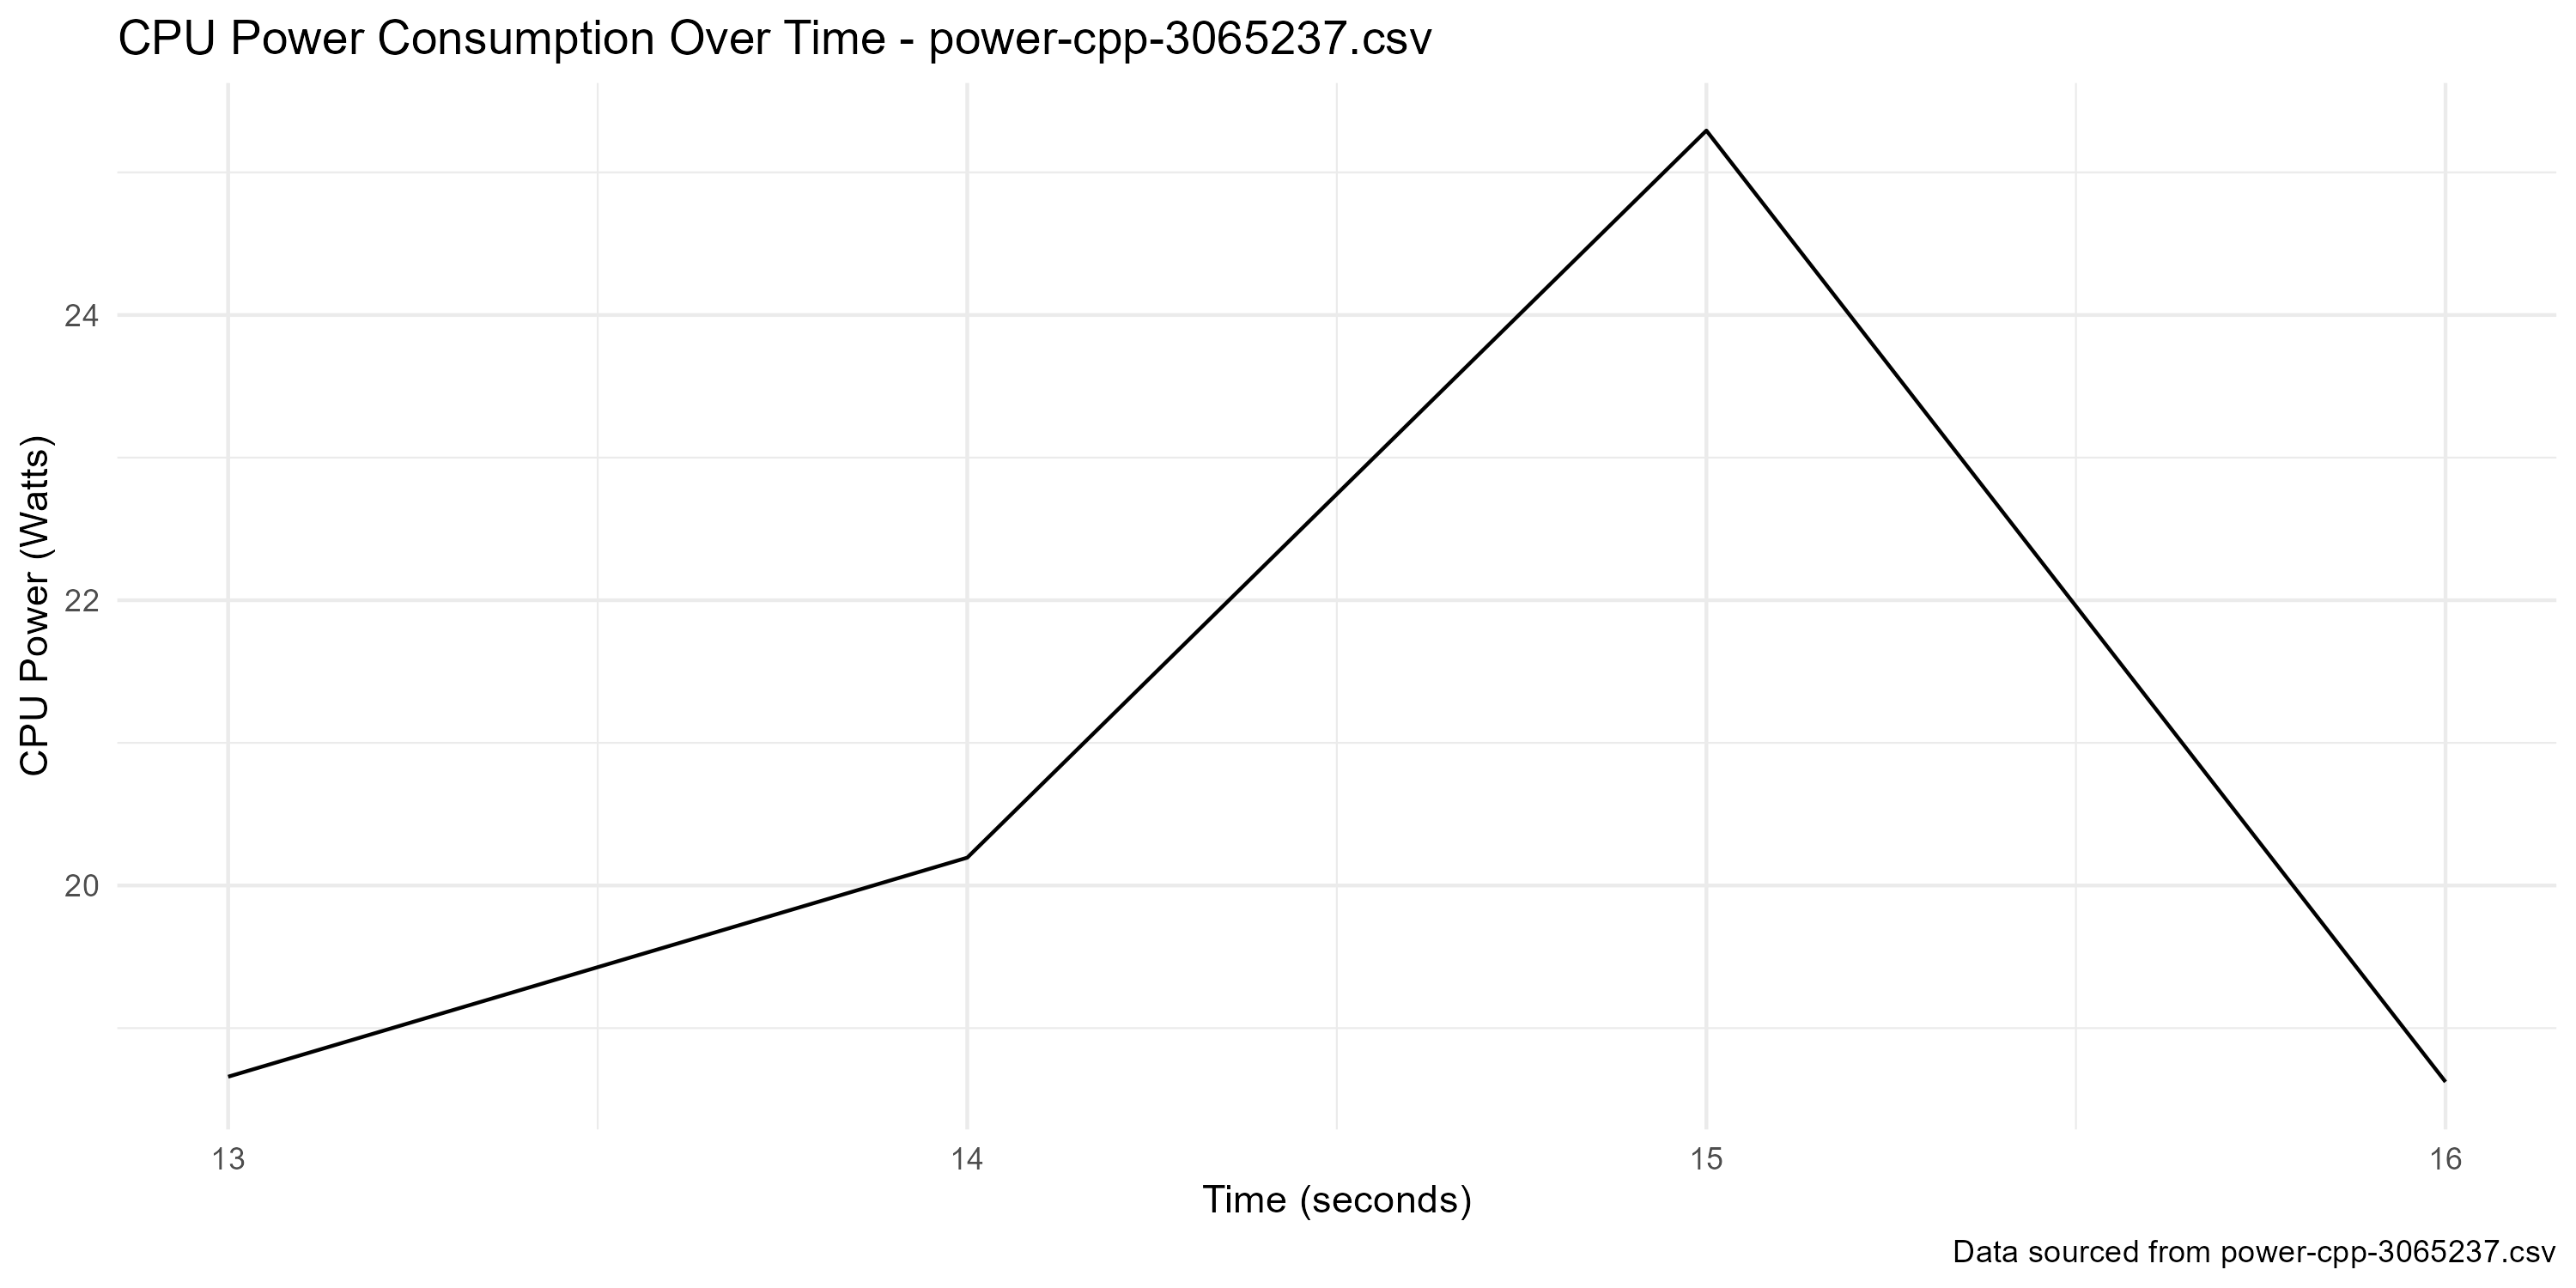 CPU Power Consumption Over Time - power-cpp-3065237.csv
CPU Power (Watts)
24
22
20
13
14
15
16
Time (seconds)
Data sourced from power-cpp-3065237.csv